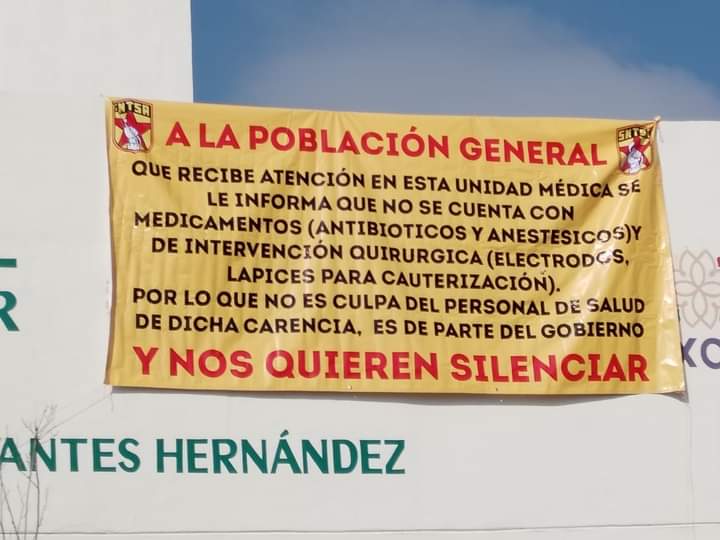 SNTSA
SNTSA
A LA POBLACIÓN GENERAL
QUE RECIBE ATENCIÓN EN ESTA UNIDAD MÉDICA SE
LE INFORMA QUE NO SE CUENTA CON
MEDICAMENTOS (ANTIBIOTICOS Y ANESTESICOS)Y
DE INTERVENCIÓN QUIRURGICA (ELECTRODOS,
LAPICES PARA CAUTERIZACIÓN).
POR LO QUE NO ES CULPA DEL PERSONAL DE SALUD
DE DICHA CARENCIA, ES DE PARTE DEL GOBIERNO
Y NOS QUIEREN SILENCIAR
R
XO
ANTES HERNÁNDEZ